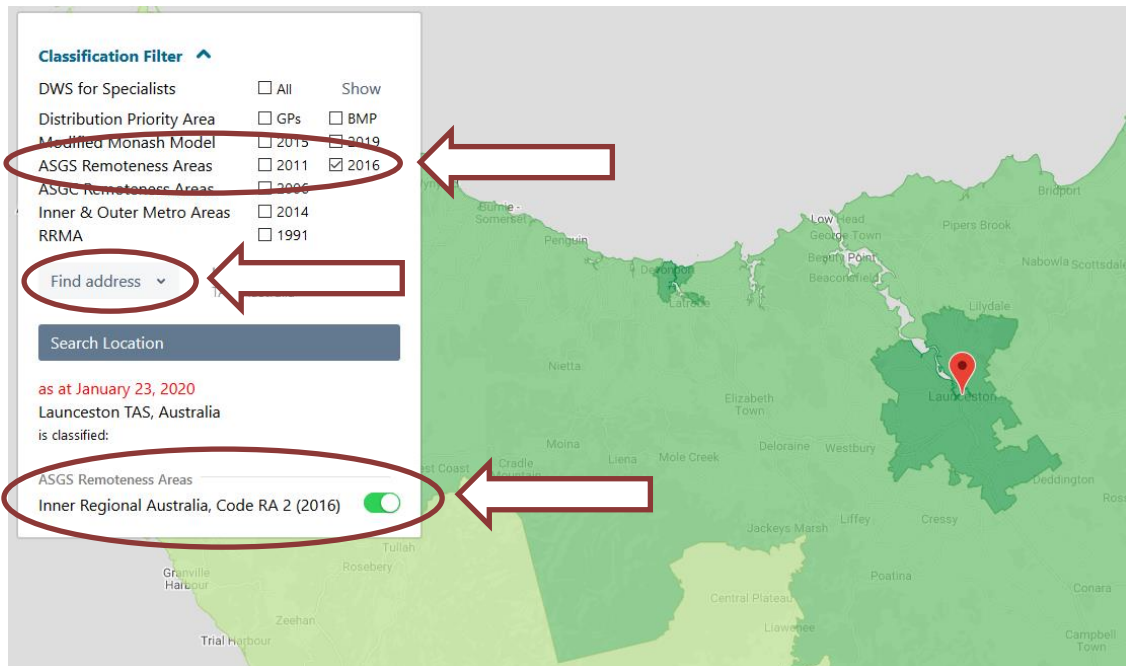 Classification Filter
DWS for Specialists All Show
Distribution Priority Area GPs BMP
Modified Monash Model 2015 2019
ASGS Remoteness Areas 2011 2016
ASGC Remoteness Areas 2006
Inner & Outer Metro Areas 2014
RRMA 1991
Find address
Search Location
as at January 23, 2020
Launceston TAS, Australia
is classified:
ASGS Remoteness Areas
Inner Regional Australia, Code RA 2 (2016)
Burnie -
Somerset
Penguin
Devonport
Latrobe
Low Head
George Town
Beauty Point
Beaconsfield
Pipers Brook
Bridport
Nabowla
Scottsdale
Lilydale
Launceston
Nietta
Elizabeth
Town
Moina
Liena
Mole Creek
Deloraine
Westbury
West Coast
Cradle
Mountain
Deddington
Ross
Liffey
Cressy
Jackeys Marsh
Tullah
Rosebery
Granville
Harbour
Poatina
Conara
Central Plateau
Liawenee
Zeehan
Trial Harbour
Campbell
Town